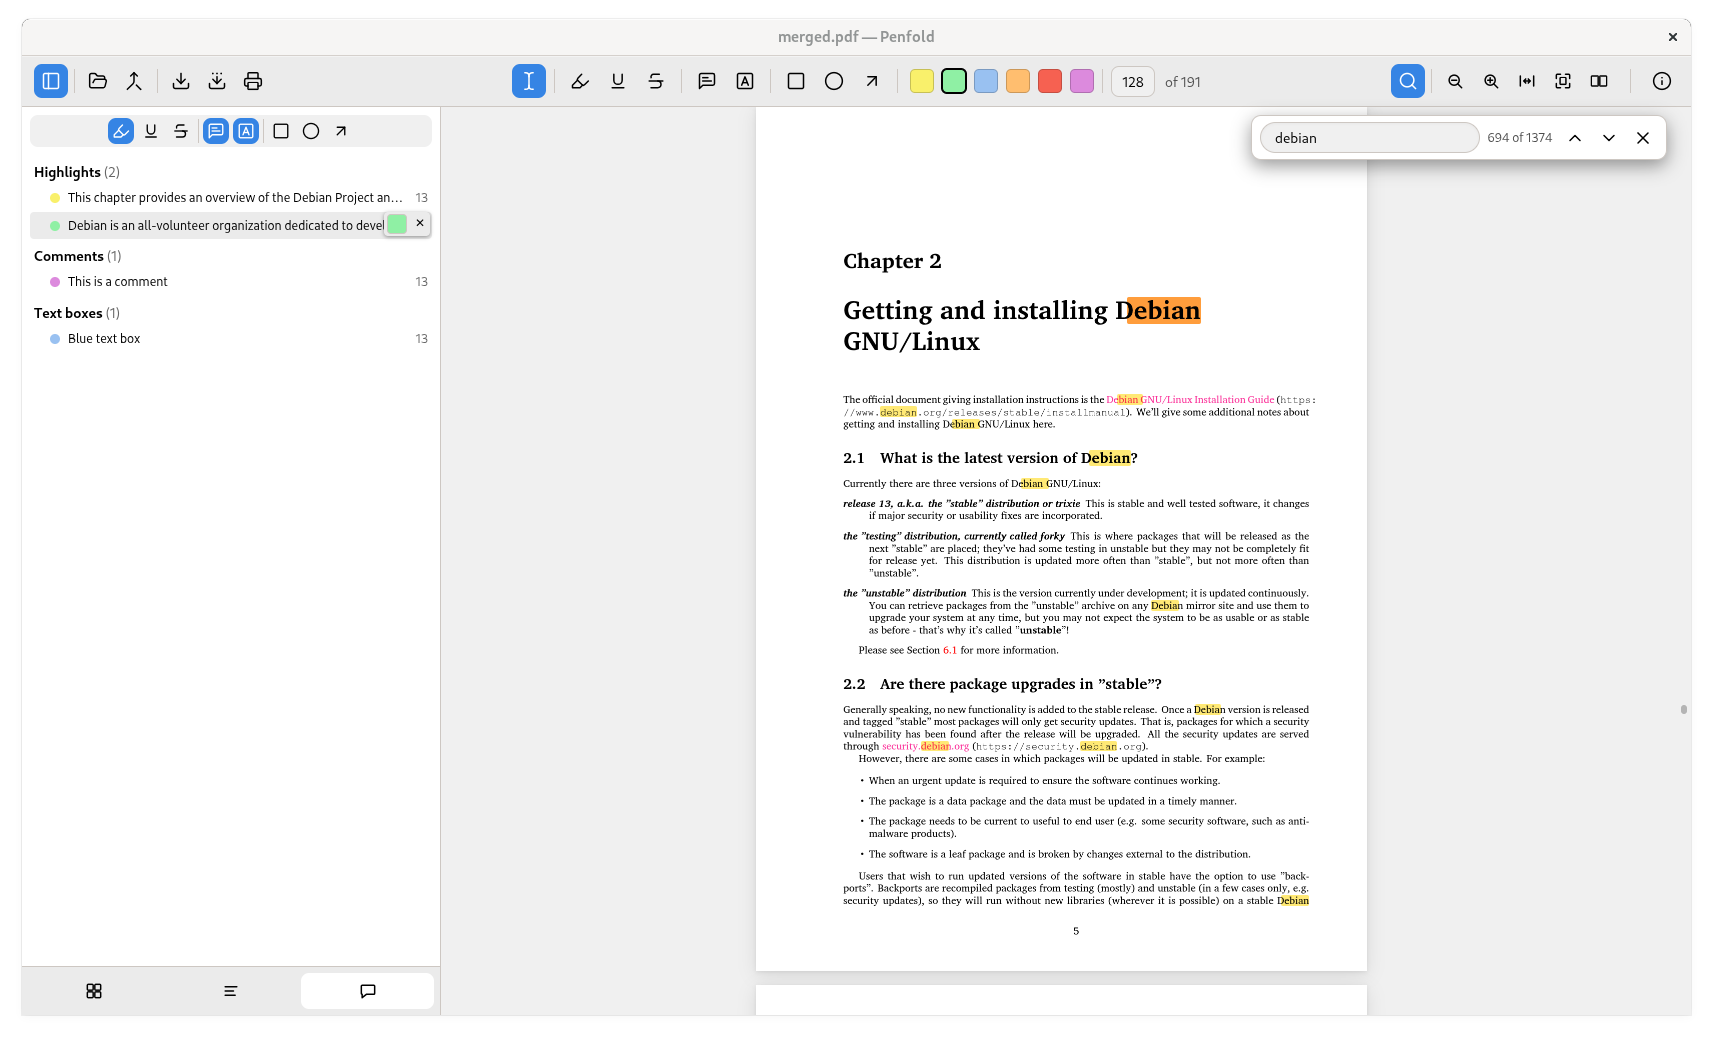 merged.pdf — Penfold
128 of 191
debian
694 of 1374
Highlights (2)
This chapter provides an overview of the Debian Project an... 13
Debian is an all-volunteer organization dedicated to devel
Comments (1)
This is a comment 13
Text boxes (1)
Blue text box 13
Chapter 2
Getting and installing Debian
GNU/Linux
The official document giving installation instructions is the Debian GNU/Linux Installation Guide (https:
//www.debian.org/releases/stable/installmanual). We'll give some additional notes about
getting and installing Debian GNU/Linux here.
2.1 What is the latest version of Debian?
Currently there are three versions of Debian GNU/Linux:
release 13, a.k.a. the ”stable” distribution or trixie This is stable and well tested software, it changes
if major security or usability fixes are incorporated.
the ”testing” distribution, currently called forky This is where packages that will be released as the
next ”stable” are placed; they've had some testing in unstable but they may not be completely fit
for release yet. This distribution is updated more often than ”stable”, but not more often than
”unstable”.
the ”unstable” distribution This is the version currently under development; it is updated continuously.
You can retrieve packages from the ”unstable” archive on any Debian mirror site and use them to
upgrade your system at any time, but you may not expect the system to be as usable or as stable
as before - that's why it's called ”unstable”!
Please see Section 6.1 for more information.
2.2 Are there package upgrades in ”stable”?
Generally speaking, no new functionality is added to the stable release. Once a Debian version is released
and tagged ”stable” most packages will only get security updates. That is, packages for which a security
vulnerability has been found after the release will be upgraded. All the security updates are served
through security.debian.org (https://security.debian.org).
However, there are some cases in which packages will be updated in stable. For example:
• When an urgent update is required to ensure the software continues working.
• The package is a data package and the data must be updated in a timely manner.
• The package needs to be current to useful to end user (e.g. some security software, such as anti-
malware products).
• The software is a leaf package and is broken by changes external to the distribution.
Users that wish to run updated versions of the software in stable have the option to use ”back-
ports”. Backports are recompiled packages from testing (mostly) and unstable (in a few cases only, e.g.
security updates), so they will run without new libraries (wherever it is possible) on a stable Debian
5